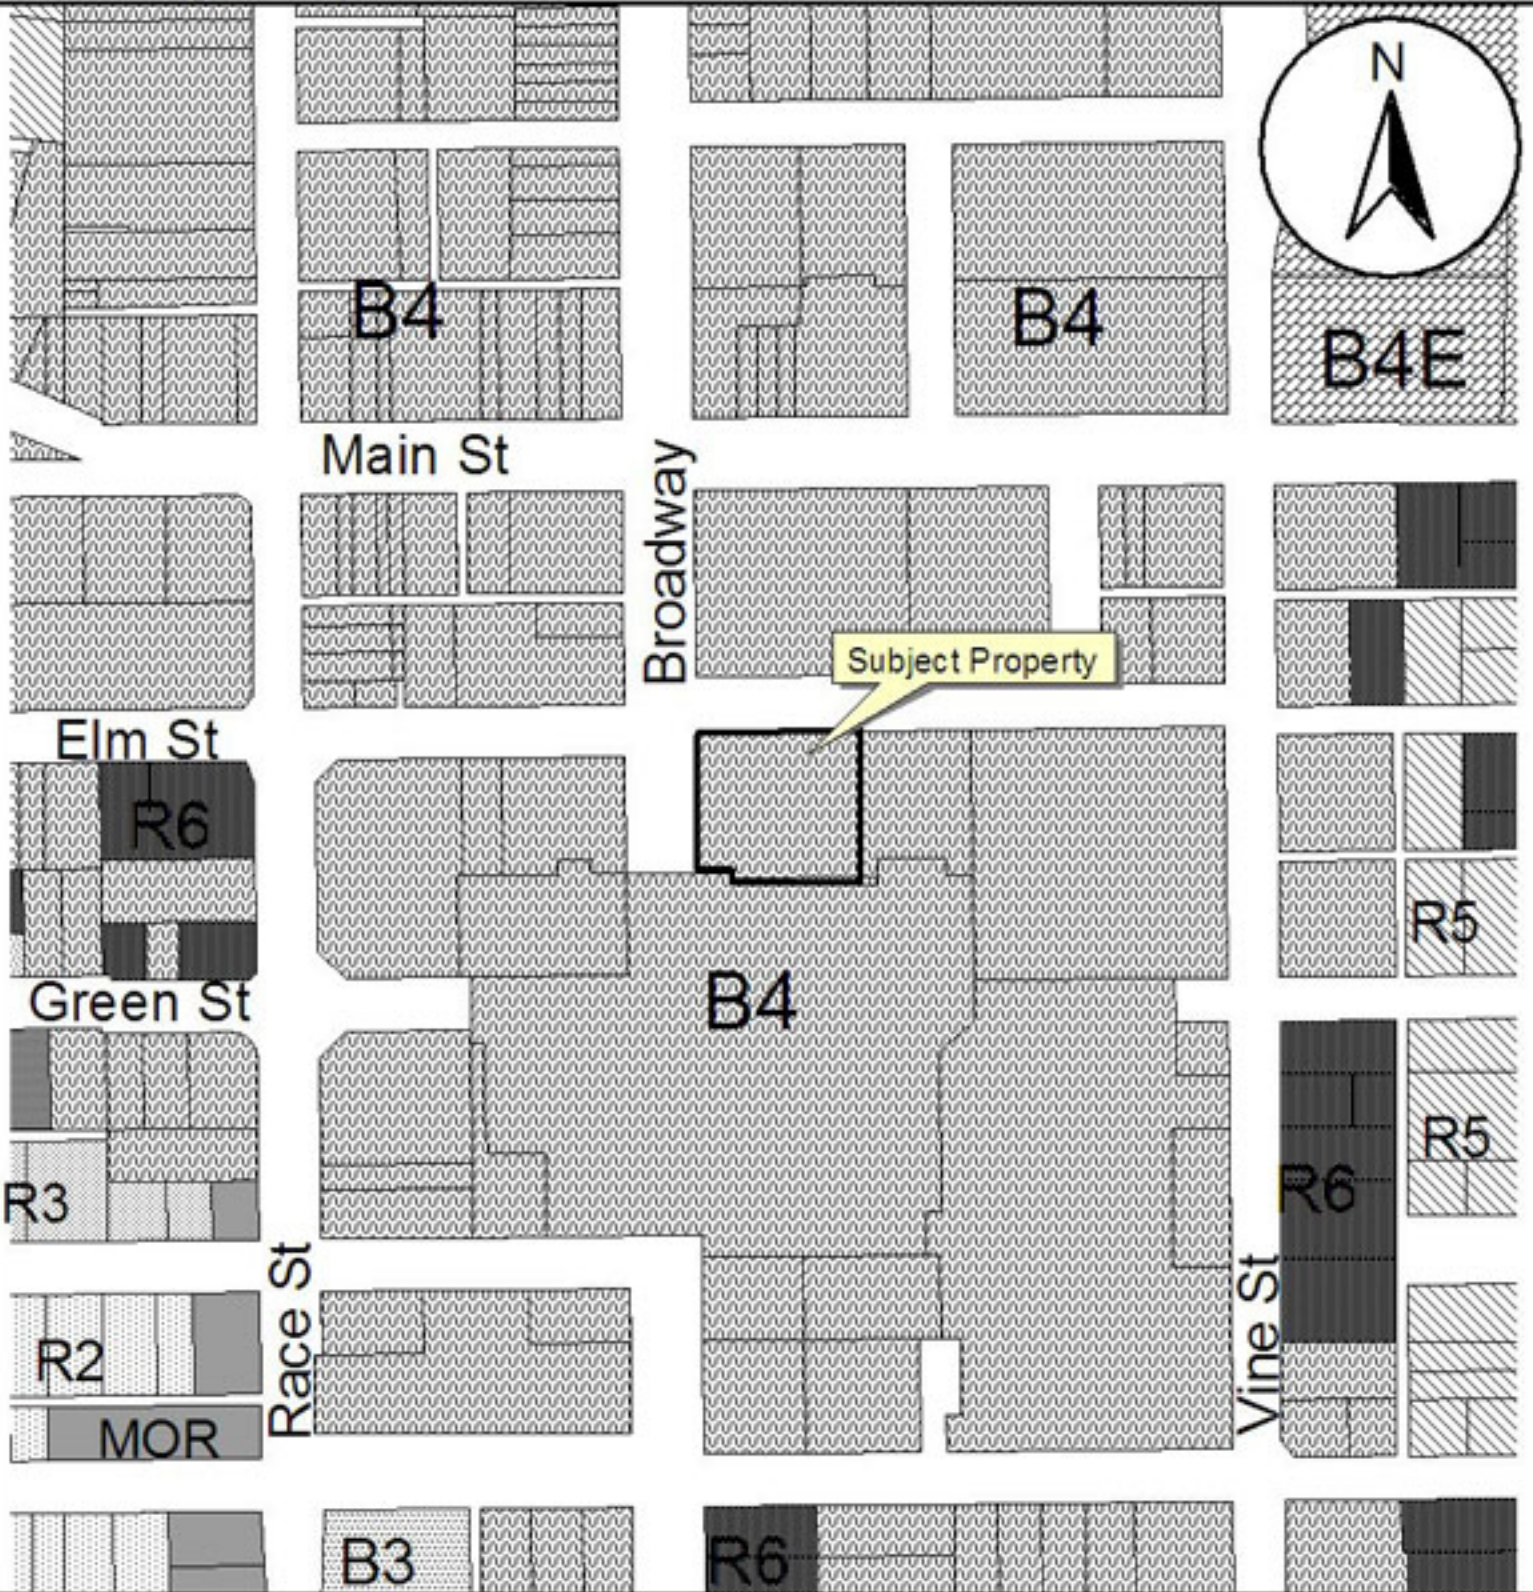 N
B4
B4
B4E
Main St
Broadway
Subject Property
Elm St
R6
R5
Green St
B4
R5
R3
R6
Race St
Vine St
R2
MOR
B3
R6